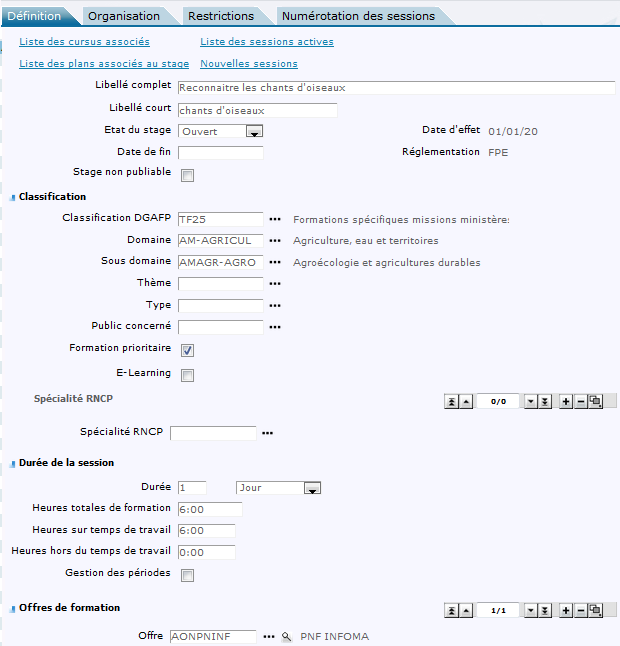 Définition Organisation Restrictions Numérotation des sessions
Liste des cursus associés Liste des sessions actives
Liste des plans associés au stage Nouvelles sessions
Libellé complet Reconnaitre les chants d'oiseaux
Libellé court chants d'oiseaux
Etat du stage Ouvert Date d'effet 01/01/20
Date de fin Réglementation FPE
Stage non publiable
Classification
Classification DGAFP TF25 ... Formations spécifiques missions ministère:
Domaine AM-AGRICUL ... Agriculture, eau et territoires
Sous domaine AMAGR-AGRO ... Agroécologie et agricultures durables
Thème ...
Type ...
Public concerné ...
Formation prioritaire
E-Learning
Spécialité RNCP 0/0
Spécialité RNCP ...
Durée de la session
Durée 1 Jour
Heures totales de formation 6:00
Heures sur temps de travail 6:00
Heures hors du temps de travail 0:00
Gestion des périodes
Offres de formation 1/1
Offre AONPNINF ... PNF INFOMA